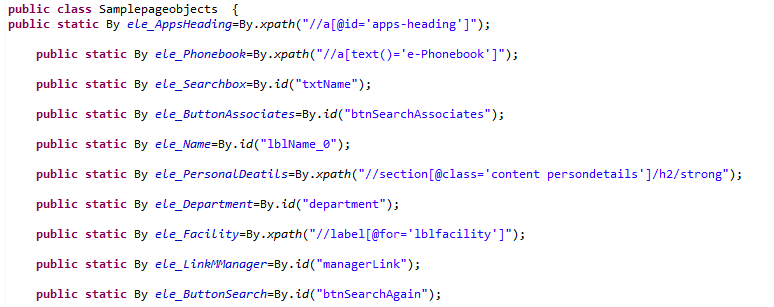 public class Samplepageobjects {
public static By ele_AppsHeading=By.xpath("//a[@id='apps-heading']");
public static By ele_Phonebook=By.xpath("//a[text()='e-Phonebook']");
public static By ele_Searchbox=By.id("txtName");
public static By ele_ButtonAssociates=By.id("btnSearchAssociates");
public static By ele_Name=By.id("lblName_0");
public static By ele_PersonalDeatils=By.xpath("//section[@class='content persondetails']/h2/strong");
public static By ele_Department=By.id("department");
public static By ele_Facility=By.xpath("//label[@for='lblfacility']");
public static By ele_LinkMManager=By.id("managerLink");
public static By ele_ButtonSearch=By.id("btnSearchAgain");